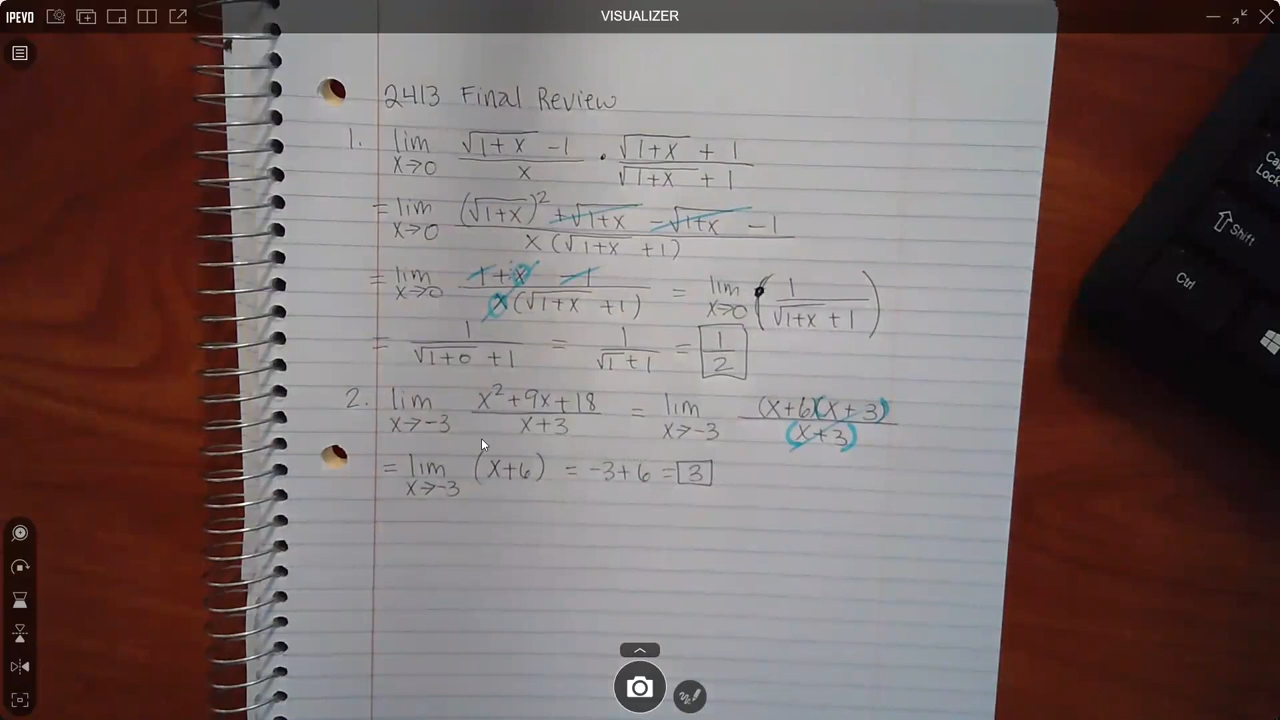 IPEVO
VISUALIZER
2413 Final Review
1. lim x→0 (√(1+x) - 1)/x · (√(1+x) + 1)/(√(1+x) + 1)
= lim x→0 ((√(1+x))² + √(1+x) - √(1+x) - 1)/(x(√(1+x) + 1))
= lim x→0 (1+x - 1)/(x(√(1+x) + 1)) = lim x→0 (1/(√(1+x) + 1))
= 1/(√(1+0) + 1) = 1/(√1 + 1) = 1/2
2. lim x→-3 (x² + 9x + 18)/(x+3) = lim x→-3 ((x+6)(x+3))/(x+3)
= lim x→-3 (x+6) = -3+6 = 3
Caps Lock
Shift
Ctrl